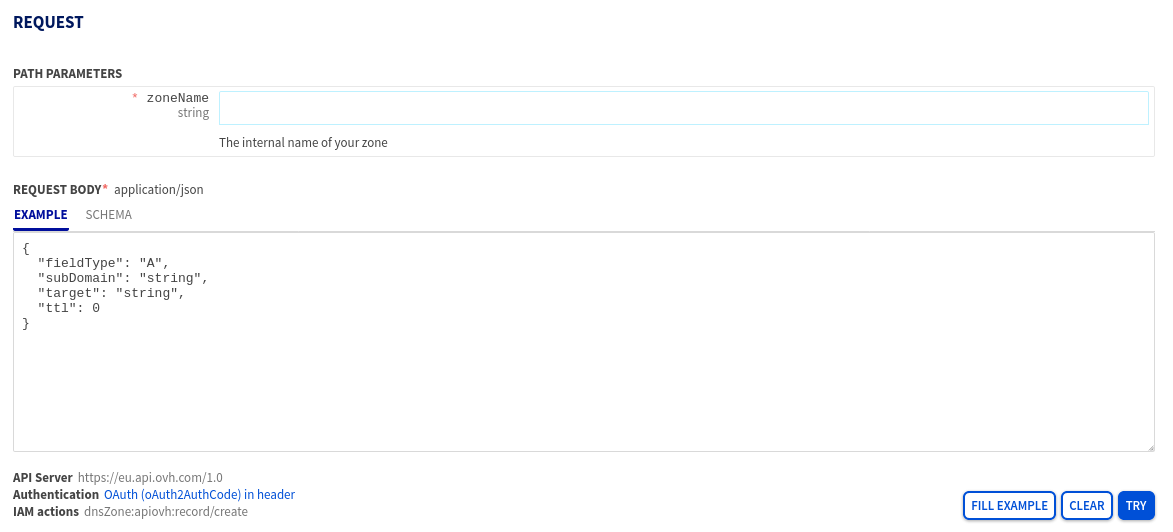 REQUEST
PATH PARAMETERS
* zoneName
string
The internal name of your zone
REQUEST BODY* application/json
EXAMPLE SCHEMA
{
  "fieldType": "A",
  "subDomain": "string",
  "target": "string",
  "ttl": 0
}
API Server https://eu.api.ovh.com/1.0
Authentication OAuth (oAuth2AuthCode) in header
IAM actions dnsZone:apiovh:record/create
FILL EXAMPLE CLEAR TRY